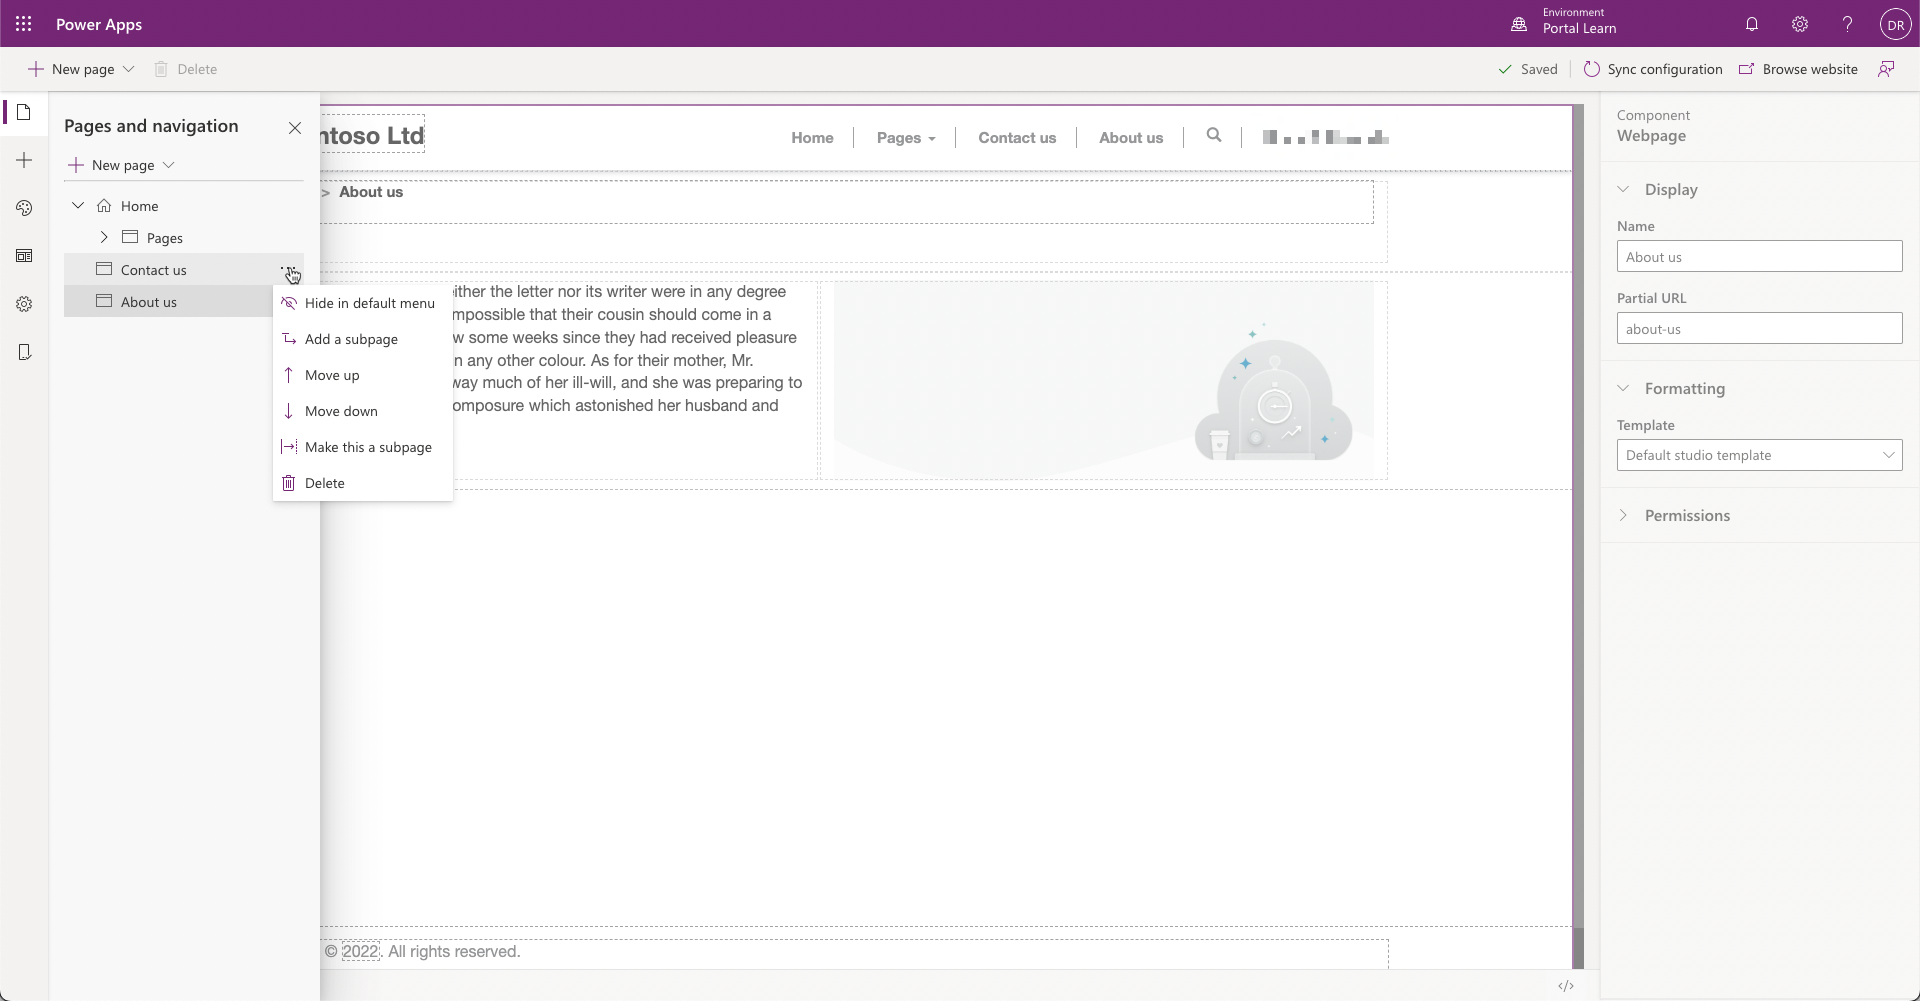 Power Apps
Environment
Portal Learn
DR
New page
Delete
Saved
Sync configuration
Browse website
Pages and navigation
New page
Home
Pages
Contact us
About us
Hide in default menu
Add a subpage
Move up
Move down
Make this a subpage
Delete
ntoso Ltd
Home
Pages
Contact us
About us
> About us
either the letter nor its writer were in any degree
mpossible that their cousin should come in a
w some weeks since they had received pleasure
n any other colour. As for their mother, Mr.
way much of her ill-will, and she was preparing to
omposure which astonished her husband and
© 2022. All rights reserved.
</>
Component
Webpage
Display
Name
About us
Partial URL
about-us
Formatting
Template
Default studio template
Permissions